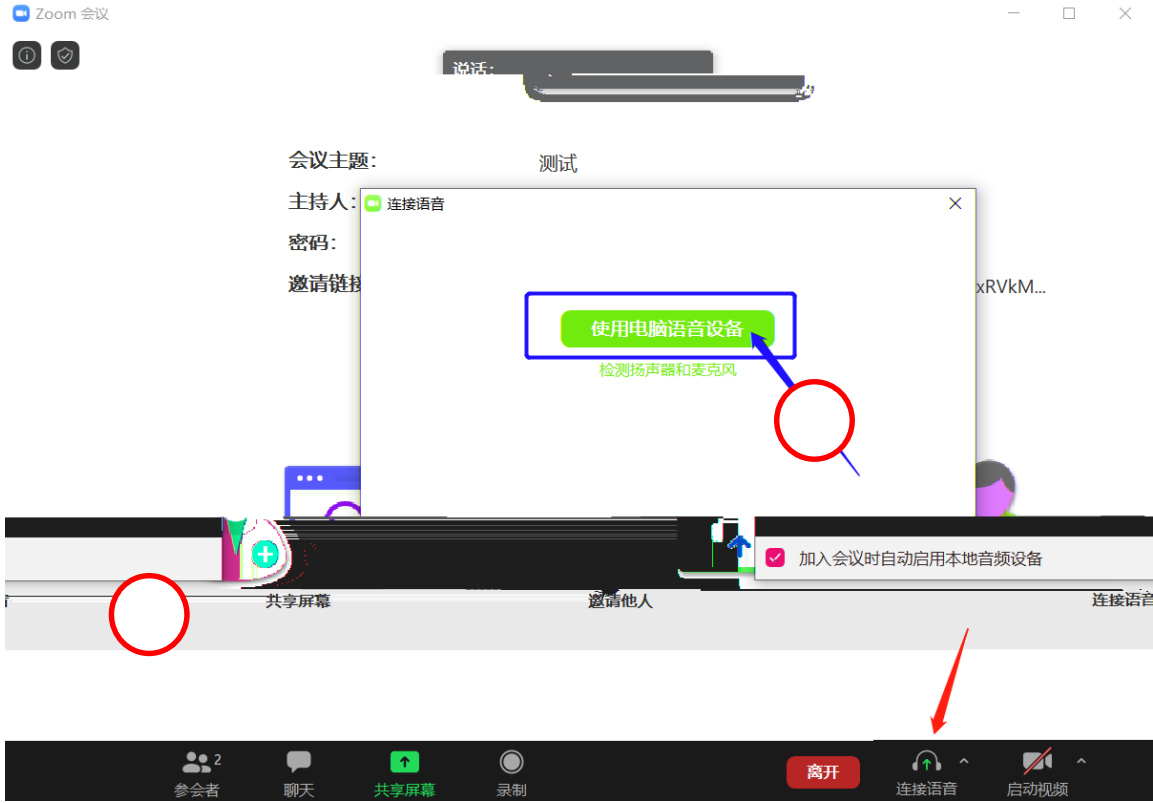 Zoom 会议
说话:
会议主题:
测试
主持人:
连接语音
密码:
邀请链接
xRVkM...
使用电脑语音设备
检测扬声器和麦克风
加入会议时自动启用本地音频设备
共享屏幕
邀请他人
连接语音
2
参会者
聊天
共享屏幕
录制
离开
连接语音
启动视频